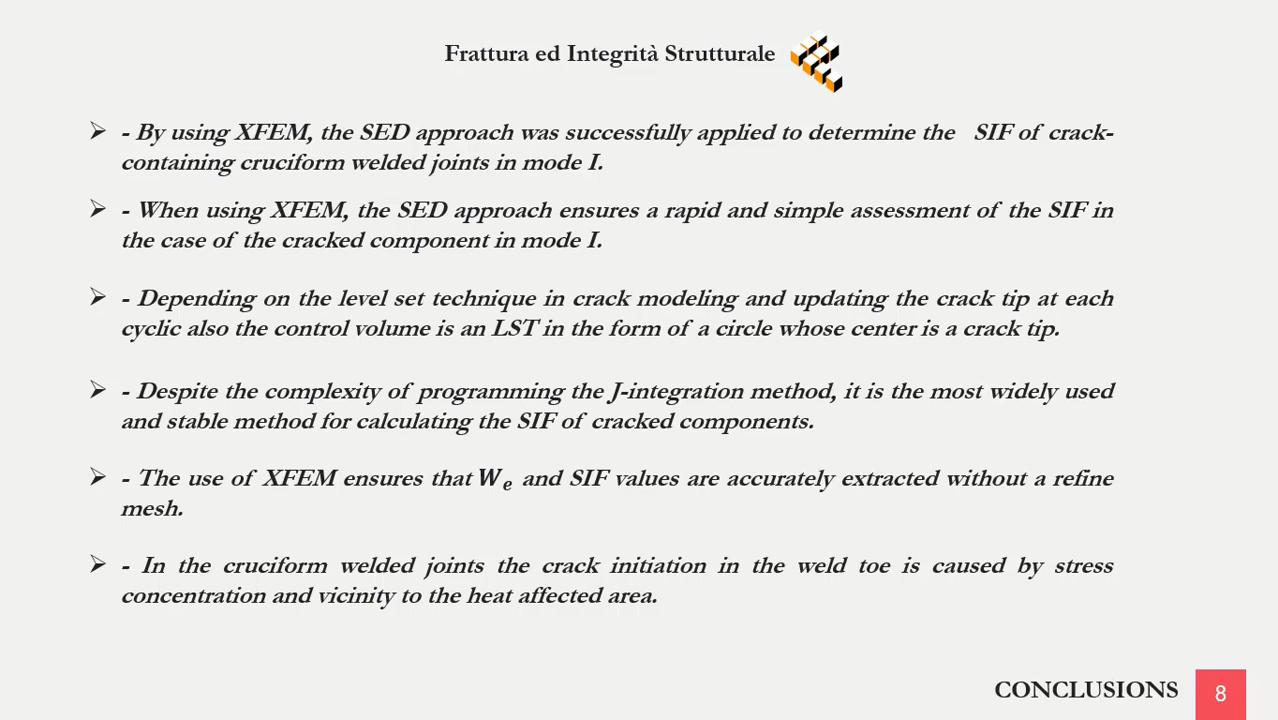 Frattura ed Integrità Strutturale
➢ - By using XFEM, the SED approach was successfully applied to determine the SIF of crack-
containing cruciform welded joints in mode I.
➢ - When using XFEM, the SED approach ensures a rapid and simple assessment of the SIF in
the case of the cracked component in mode I.
➢ - Depending on the level set technique in crack modeling and updating the crack tip at each
cyclic also the control volume is an LST in the form of a circle whose center is a crack tip.
➢ - Despite the complexity of programming the J-integration method, it is the most widely used
and stable method for calculating the SIF of cracked components.
➢ - The use of XFEM ensures that Wₑ and SIF values are accurately extracted without a refine
mesh.
➢ - In the cruciform welded joints the crack initiation in the weld toe is caused by stress
concentration and vicinity to the heat affected area.
CONCLUSIONS 8